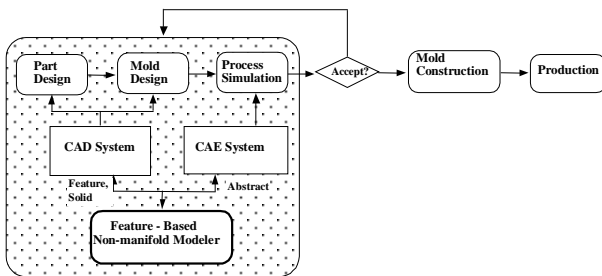 Part
Design
Mold
Design
Process
Simulation
Accept?
Mold
Construction
Production
CAD System
CAE System
Feature,
Solid
Abstract
Feature - Based
Non-manifold Modeler